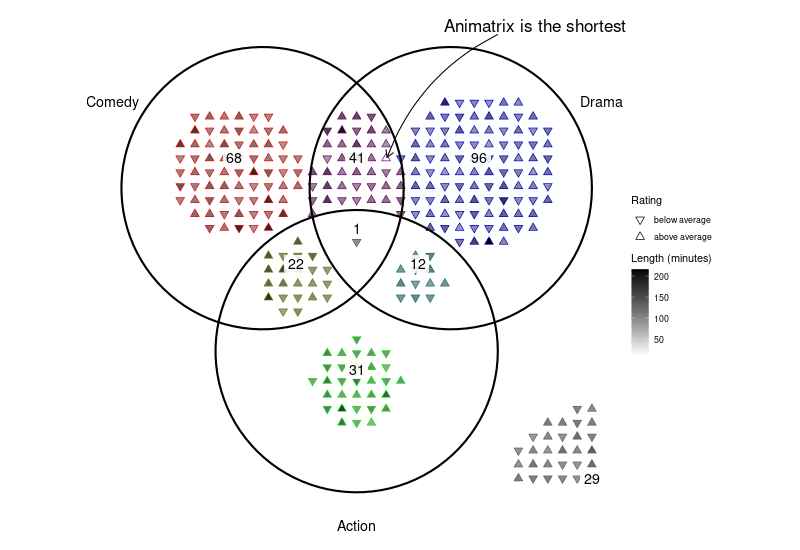 Animatrix is the shortest
Comedy
Drama
68
41
96
1
22
12
31
29
Action
Rating
below average
above average
Length (minutes)
200
150
100
50